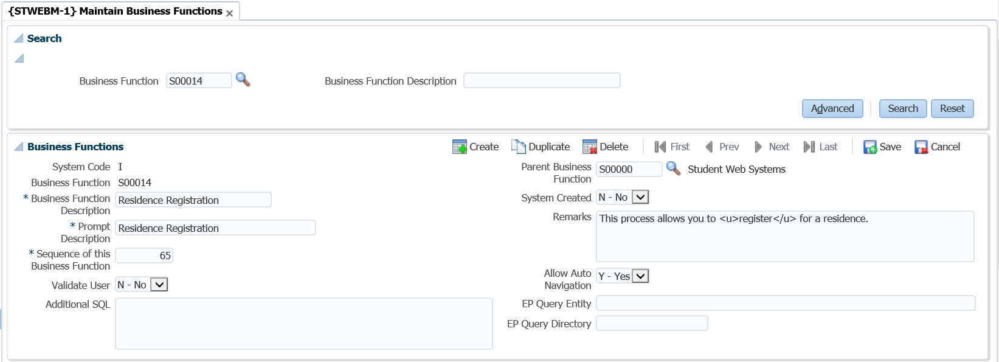 {STWEBM-1} Maintain Business Functions
Search
Business Function S00014 Business Function Description
Advanced Search Reset
Business Functions Create Duplicate Delete First Prev Next Last Save Cancel
System Code I
Business Function S00014
* Business Function
Description
Residence Registration
* Prompt
Description
Residence Registration
* Sequence of this
Business Function
65
Validate User N - No
Additional SQL
Parent Business
Function
S00000 Student Web Systems
System Created N - No
Remarks This process allows you to <u>register</u> for a residence.
Allow Auto
Navigation
Y - Yes
EP Query Entity
EP Query Directory